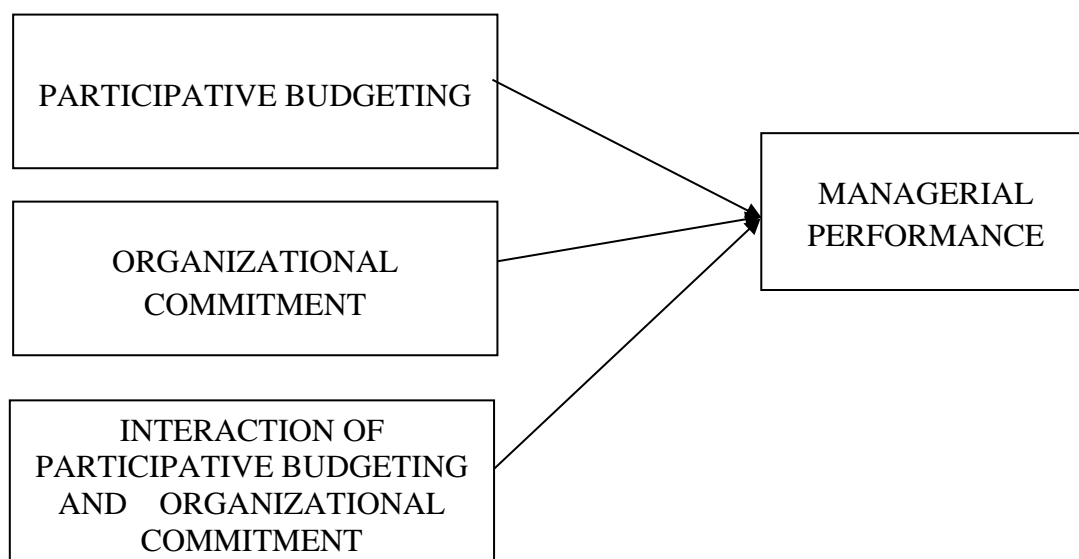 PARTICIPATIVE BUDGETING
ORGANIZATIONAL
COMMITMENT
INTERACTION OF
PARTICIPATIVE BUDGETING
AND ORGANIZATIONAL
COMMITMENT
MANAGERIAL
PERFORMANCE